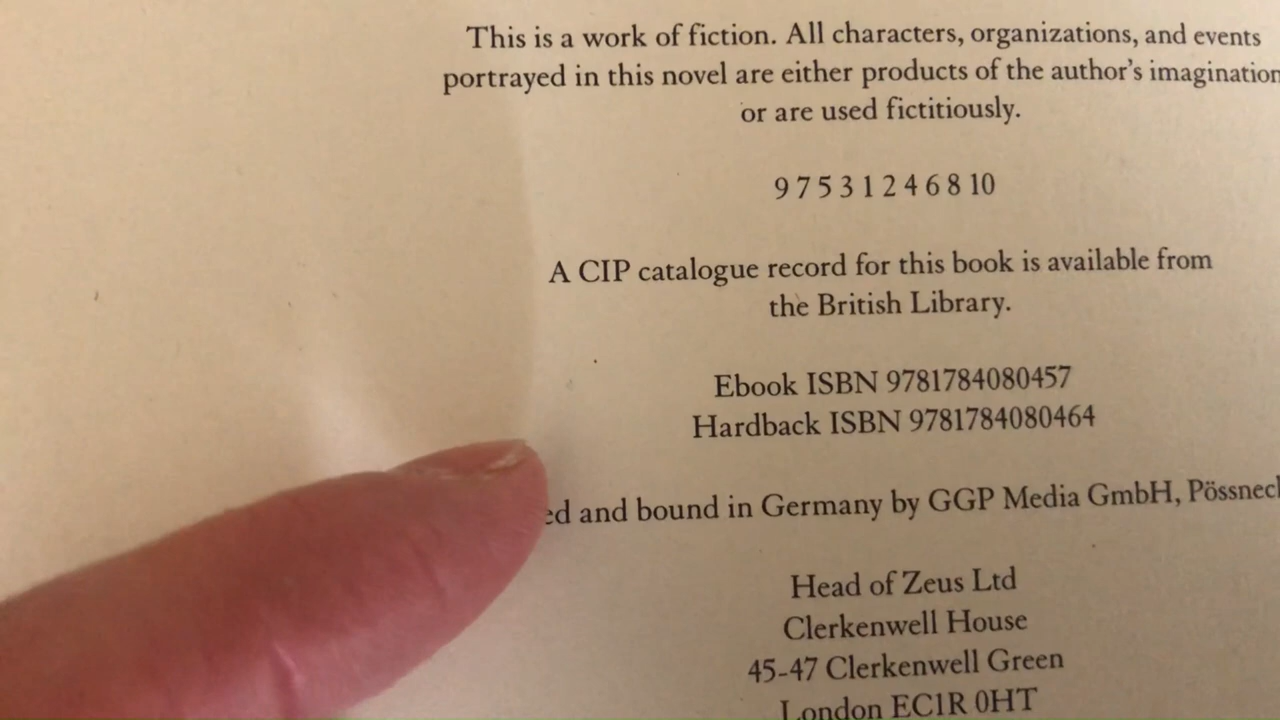 This is a work of fiction. All characters, organizations, and events
portrayed in this novel are either products of the author's imagination
or are used fictitiously.
9 7 5 3 1 2 4 6 8 10
A CIP catalogue record for this book is available from
the British Library.
Ebook ISBN 9781784080457
Hardback ISBN 9781784080464
and bound in Germany by GGP Media GmbH,
Head of Zeus Ltd
Clerkenwell House
45-47 Clerkenwell Green
London EC1R 0HT